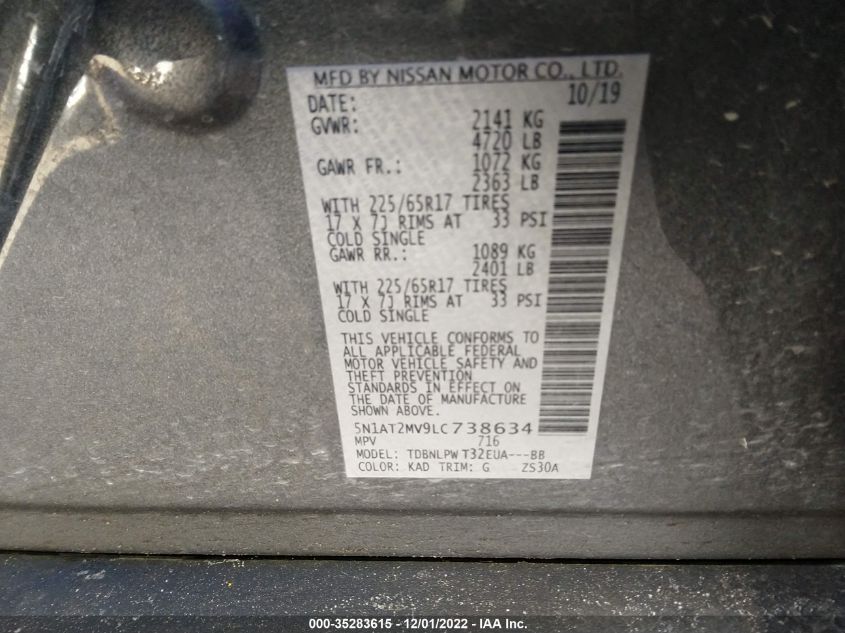 MFD BY NISSAN MOTOR CO., LTD.
DATE: 10/19
GVWR: 2141 KG
4720 LB
GAWR FR.: 1072 KG
2363 LB
WITH 225/65R17 TIRES
17 X 7J RIMS AT 33 PSI
COLD SINGLE
GAWR RR.: 1089 KG
2401 LB
WITH 225/65R17 TIRES
17 X 7J RIMS AT 33 PSI
COLD SINGLE
THIS VEHICLE CONFORMS TO
ALL APPLICABLE FEDERAL
MOTOR VEHICLE SAFETY AND
THEFT PREVENTION
STANDARDS IN EFFECT ON
THE DATE OF MANUFACTURE
SHOWN ABOVE.
5N1AT2MV9LC738634
MPV 716
MODEL: TDBNLPW T32EUA---BB
COLOR: KAD TRIM: G ZS30A
000-35283615 - 12/01/2022 - IAA Inc.